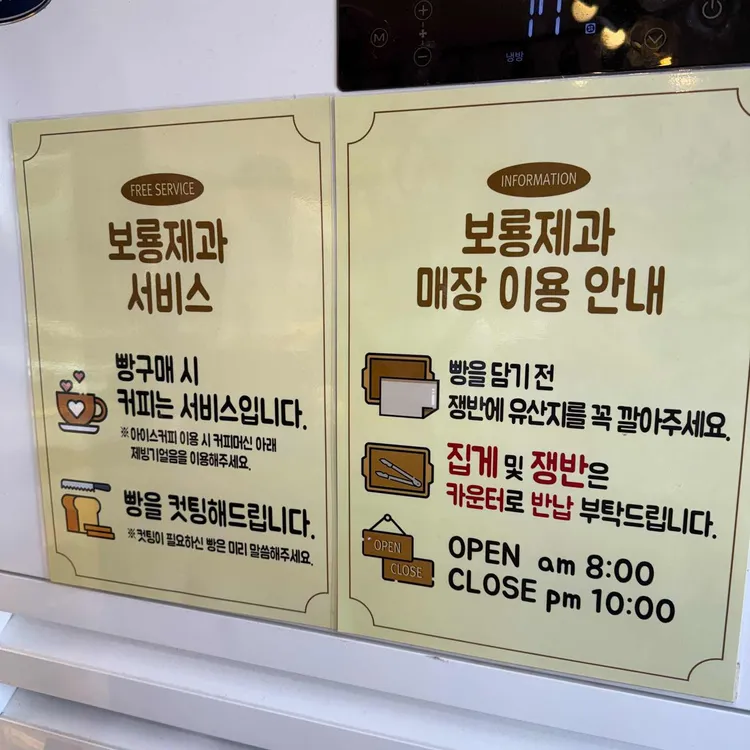 M
냉방
FREE SERVICE
보룡제과
서비스
빵구매 시
커피는 서비스입니다.
※ 아이스커피 이용 시 커피머신 아래
제빙기얼음을 이용해주세요.
빵을 컷팅해드립니다.
※ 컷팅이 필요하신 빵은 미리 말씀해주세요.
INFORMATION
보룡제과
매장 이용 안내
빵을 담기 전
쟁반에 유산지를 꼭 깔아주세요.
집게 및 쟁반은
카운터로 반납 부탁드립니다.
OPEN
CLOSE
OPEN am 8:00
CLOSE pm 10:00